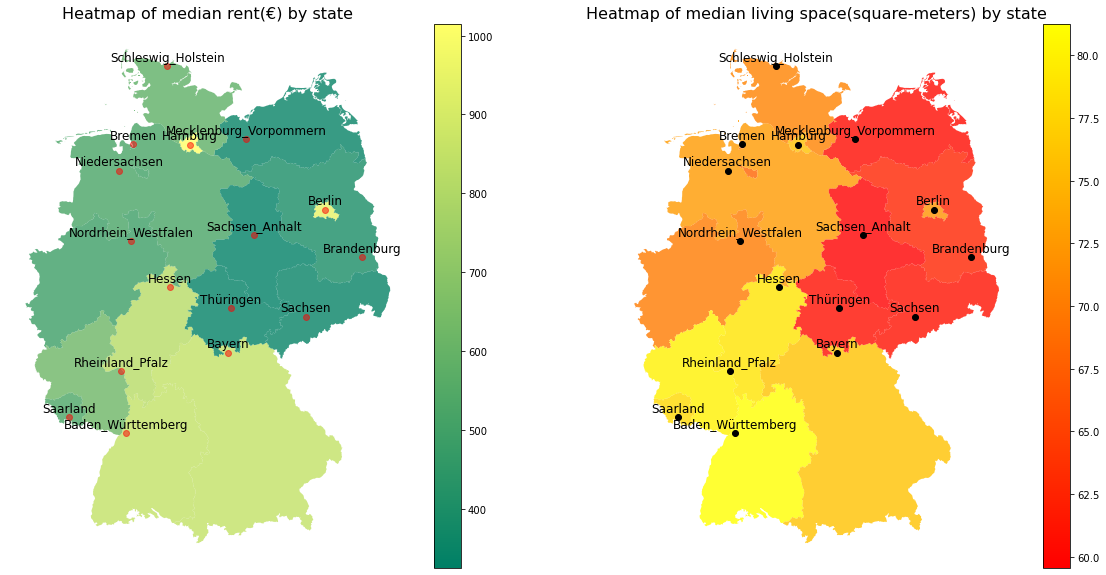 Heatmap of median rent(€) by state
Schleswig_Holstein
Mecklenburg_Vorpommern
Bremen
Hamburg
Niedersachsen
Berlin
Sachsen_Anhalt
Nordrhein_Westfalen
Brandenburg
Hessen
Thüringen
Sachsen
Bayern
Rheinland_Pfalz
Saarland
Baden_Württemberg
1000
900
800
700
600
500
400
Heatmap of median living space(square-meters) by state
Schleswig_Holstein
Mecklenburg_Vorpommern
Bremen
Hamburg
Niedersachsen
Berlin
Sachsen_Anhalt
Nordrhein_Westfalen
Brandenburg
Hessen
Thüringen
Sachsen
Bayern
Rheinland_Pfalz
Saarland
Baden_Württemberg
80.0
77.5
75.0
72.5
70.0
67.5
65.0
62.5
60.0